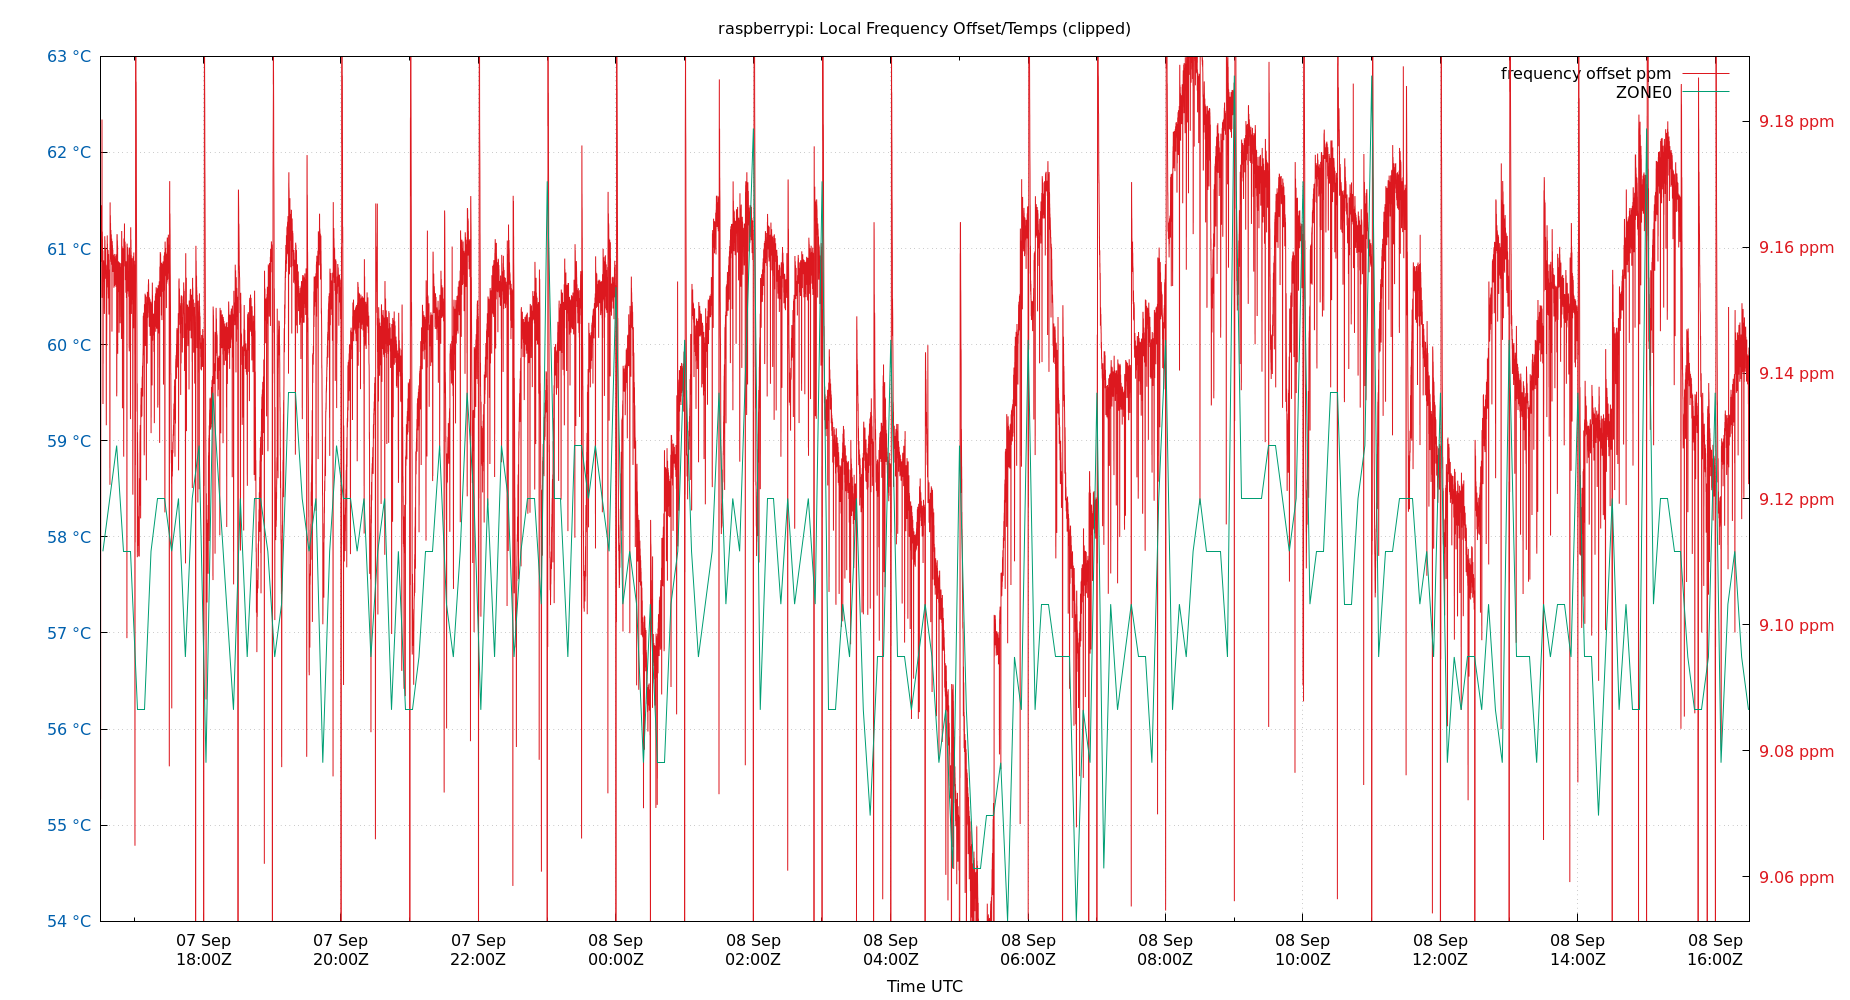 raspberrypi: Local Frequency Offset/Temps (clipped)
frequency offset ppm
ZONE0
63 °C
62 °C
61 °C
60 °C
59 °C
58 °C
57 °C
56 °C
55 °C
54 °C
9.18 ppm
9.16 ppm
9.14 ppm
9.12 ppm
9.10 ppm
9.08 ppm
9.06 ppm
07 Sep 07 Sep 07 Sep 08 Sep 08 Sep 08 Sep 08 Sep 08 Sep 08 Sep 08 Sep 08 Sep 08 Sep
18:00Z 20:00Z 22:00Z 00:00Z 02:00Z 04:00Z 06:00Z 08:00Z 10:00Z 12:00Z 14:00Z 16:00Z
Time UTC